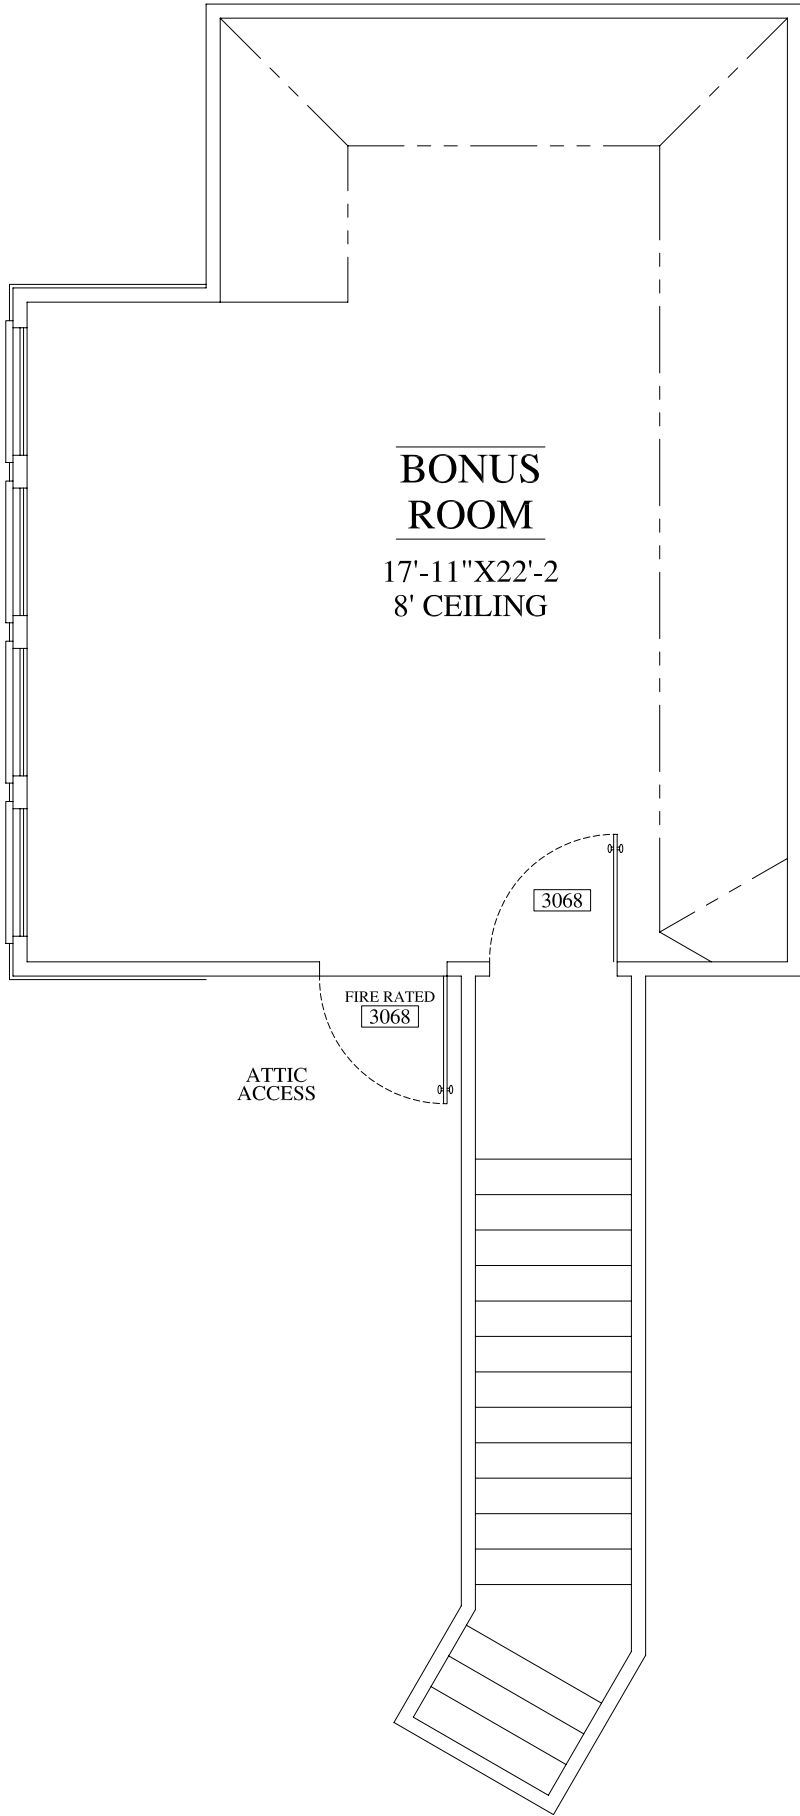 BONUS
ROOM
17'-11"X22'-2
8' CEILING
3068
FIRE RATED
3068
ATTIC
ACCESS